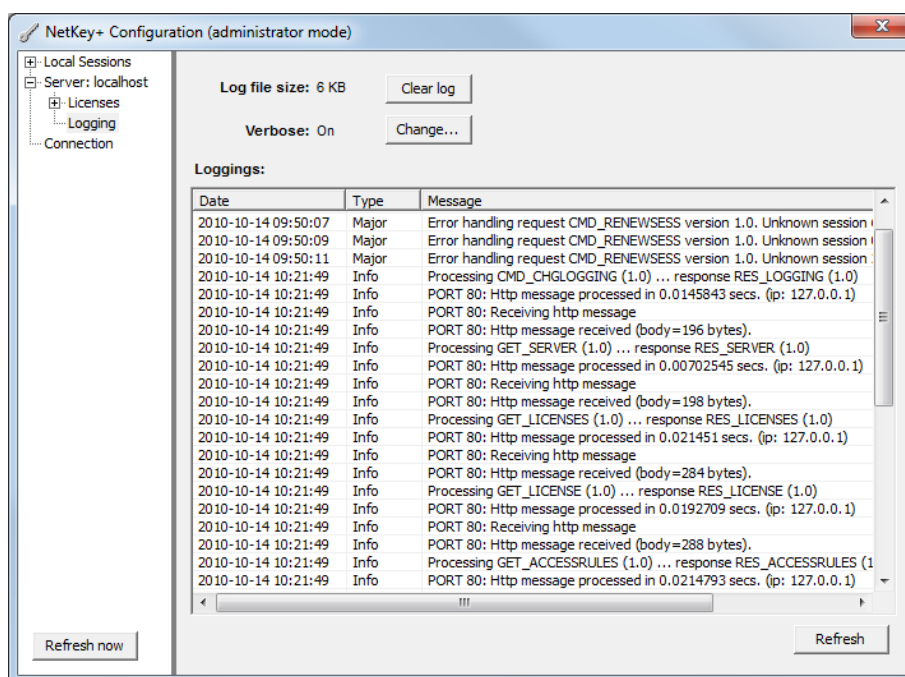 NetKey+ Configuration (administrator mode)
Local Sessions
Server: localhost
Licenses
Logging
Connection
Log file size: 6 KB
Clear log
Verbose: On
Change...
Loggings:
Date Type Message
2010-10-14 09:50:07 Major Error handling request CMD_RENEWSESS version 1.0. Unknown session
2010-10-14 09:50:09 Major Error handling request CMD_RENEWSESS version 1.0. Unknown session
2010-10-14 09:50:11 Major Error handling request CMD_RENEWSESS version 1.0. Unknown session
2010-10-14 10:21:49 Info Processing CMD_CHGLOGGING (1.0) ... response RES_LOGGING (1.0)
2010-10-14 10:21:49 Info PORT 80: Http message processed in 0.0145843 secs. (ip: 127.0.0.1)
2010-10-14 10:21:49 Info PORT 80: Receiving http message
2010-10-14 10:21:49 Info PORT 80: Http message received (body=196 bytes).
2010-10-14 10:21:49 Info Processing GET_SERVER (1.0) ... response RES_SERVER (1.0)
2010-10-14 10:21:49 Info PORT 80: Http message processed in 0.00702545 secs. (ip: 127.0.0.1)
2010-10-14 10:21:49 Info PORT 80: Receiving http message
2010-10-14 10:21:49 Info PORT 80: Http message received (body=198 bytes).
2010-10-14 10:21:49 Info Processing GET_LICENSES (1.0) ... response RES_LICENSES (1.0)
2010-10-14 10:21:49 Info PORT 80: Http message processed in 0.021451 secs. (ip: 127.0.0.1)
2010-10-14 10:21:49 Info PORT 80: Receiving http message
2010-10-14 10:21:49 Info PORT 80: Http message received (body=284 bytes).
2010-10-14 10:21:49 Info Processing GET_LICENSE (1.0) ... response RES_LICENSE (1.0)
2010-10-14 10:21:49 Info PORT 80: Http message processed in 0.0192709 secs. (ip: 127.0.0.1)
2010-10-14 10:21:49 Info PORT 80: Receiving http message
2010-10-14 10:21:49 Info PORT 80: Http message received (body=288 bytes).
2010-10-14 10:21:49 Info Processing GET_ACCESSRULES (1.0) ... response RES_ACCESSRULES (1
2010-10-14 10:21:49 Info PORT 80: Http message processed in 0.0214793 secs. (ip: 127.0.0.1)
Refresh now
Refresh